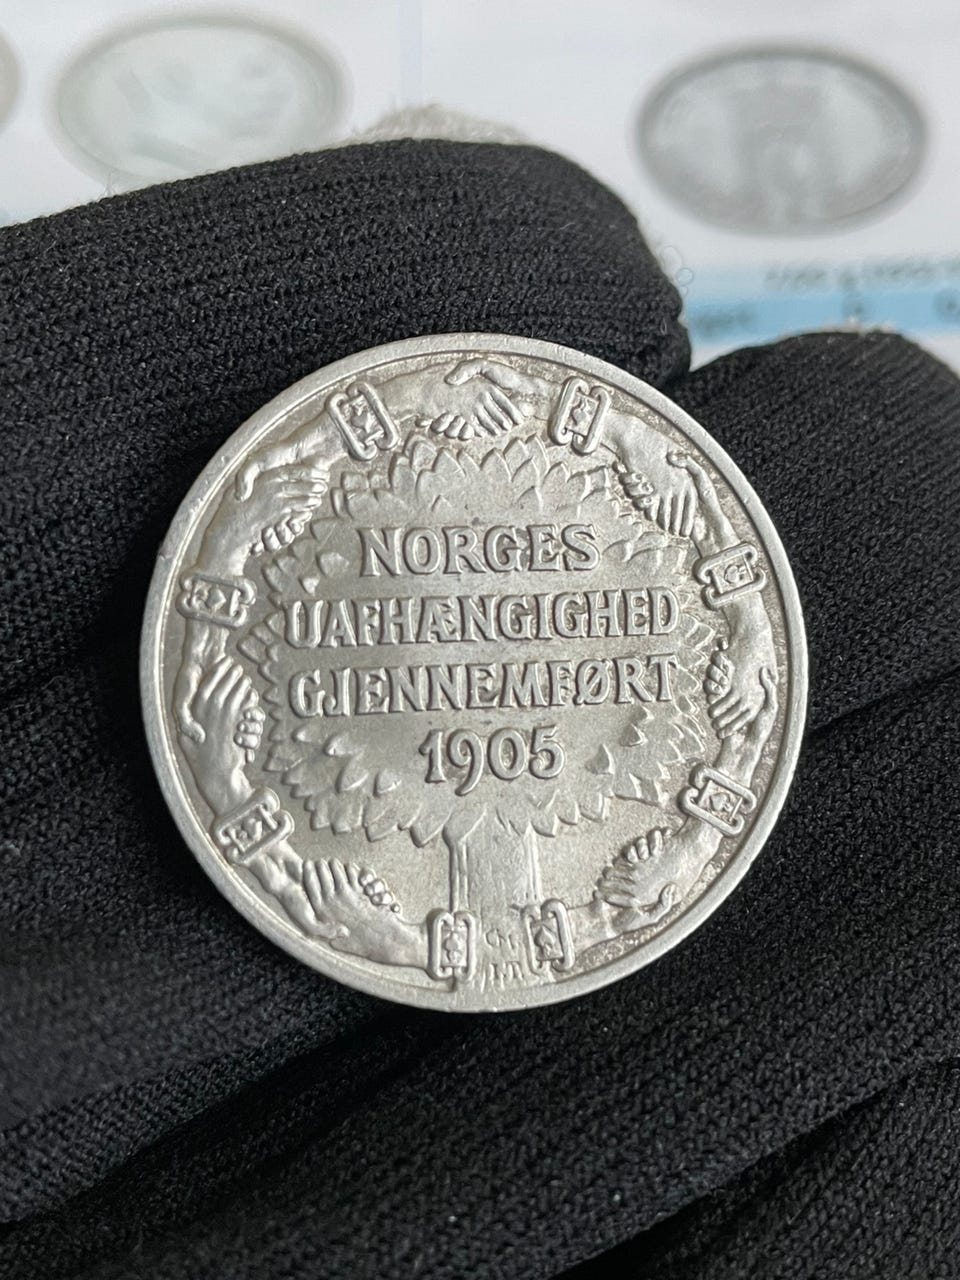 NORGES
UAFHÆNGIGHED
GJENNEMFØRT
1905